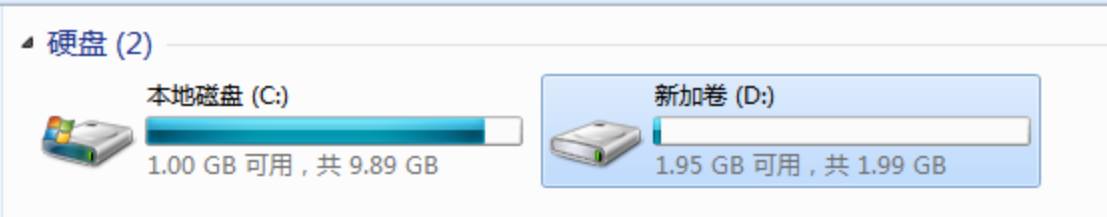 硬盘 (2)
本地磁盘 (C:)
1.00 GB 可用，共 9.89 GB
新加卷 (D:)
1.95 GB 可用，共 1.99 GB